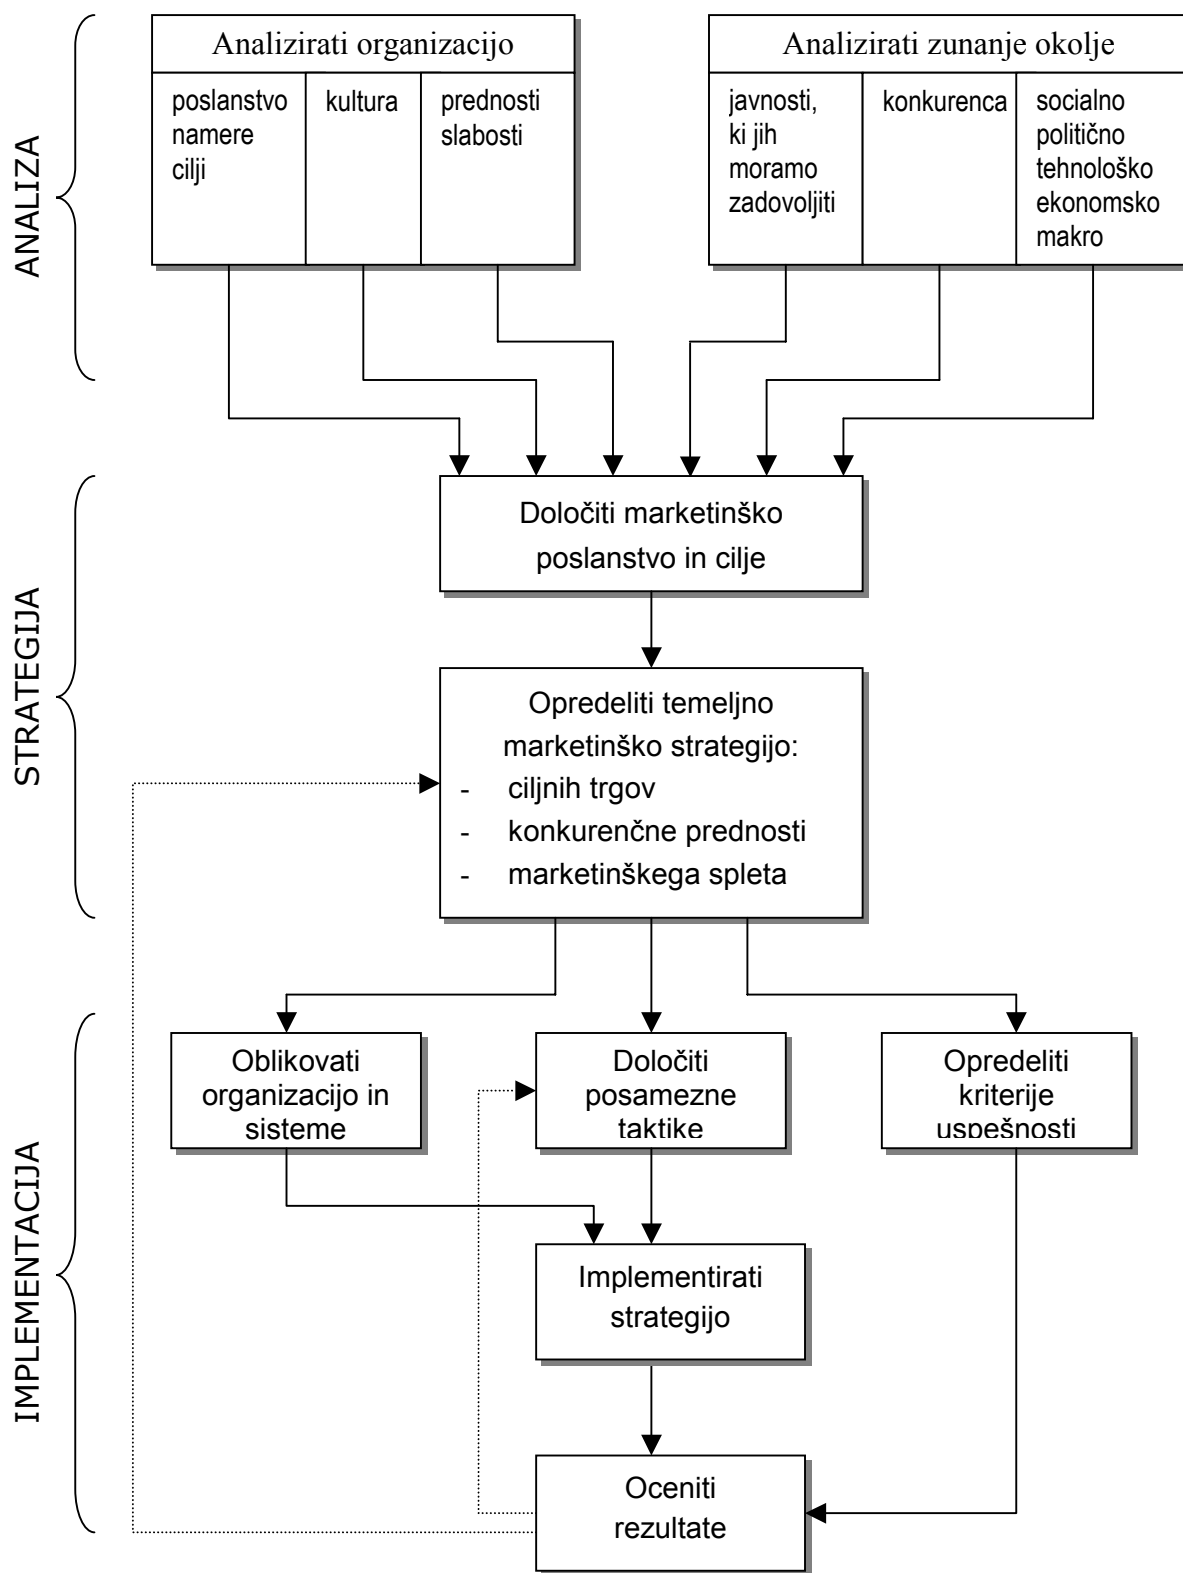 ANALIZA
Analizirati organizacijo
poslanstvo
namere
cilji
kultura
prednosti
slabosti
Analizirati zunanje okolje
javnosti,
ki jih
moramo
zadovoljiti
konkurenca
socialno
politično
tehnološko
ekonomsko
makro
STRATEGIJA
Določiti marketinško
poslanstvo in cilje
Opredeliti temeljno
marketinško strategijo:
- ciljnih trgov
- konkurenčne prednosti
- marketinškega spleta
IMPLEMENTACIJA
Oblikovati
organizacijo in
sisteme
Določiti
posamezne
taktike
Opredeliti
kriterije
uspešnosti
Implementirati
strategijo
Oceniti
rezultate